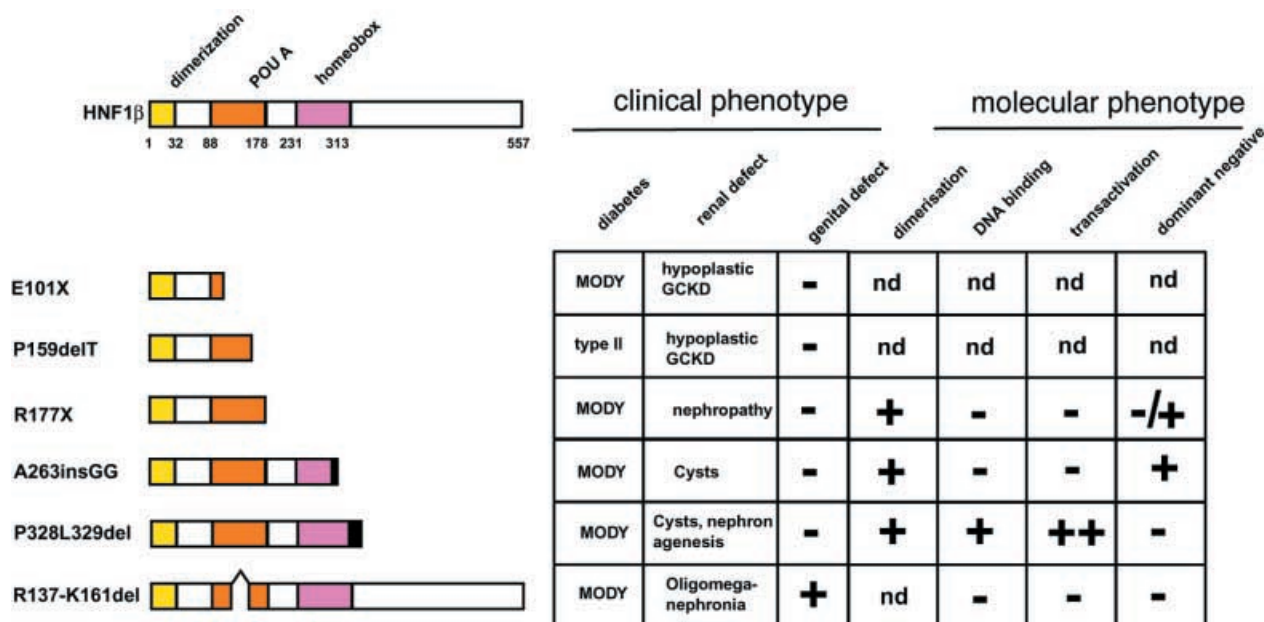 dimerization
POU A
homeobox
HNF1β
1 32 88 178 231 313 557
clinical phenotype
molecular phenotype
diabetes
renal defect
genital defect
dimerisation
DNA binding
transactivation
dominant negative
E101X
MODY
hypoplastic
GCKD
-
nd
nd
nd
nd
P159delT
type II
hypoplastic
GCKD
-
nd
nd
nd
nd
R177X
MODY
nephropathy
-
+
-
-
-/+
A263insGG
MODY
Cysts
-
+
-
-
+
P328L329del
MODY
Cysts, nephron
agenesis
-
+
+
++
-
R137-K161del
MODY
Oligomega-
nephronia
+
nd
-
-
-